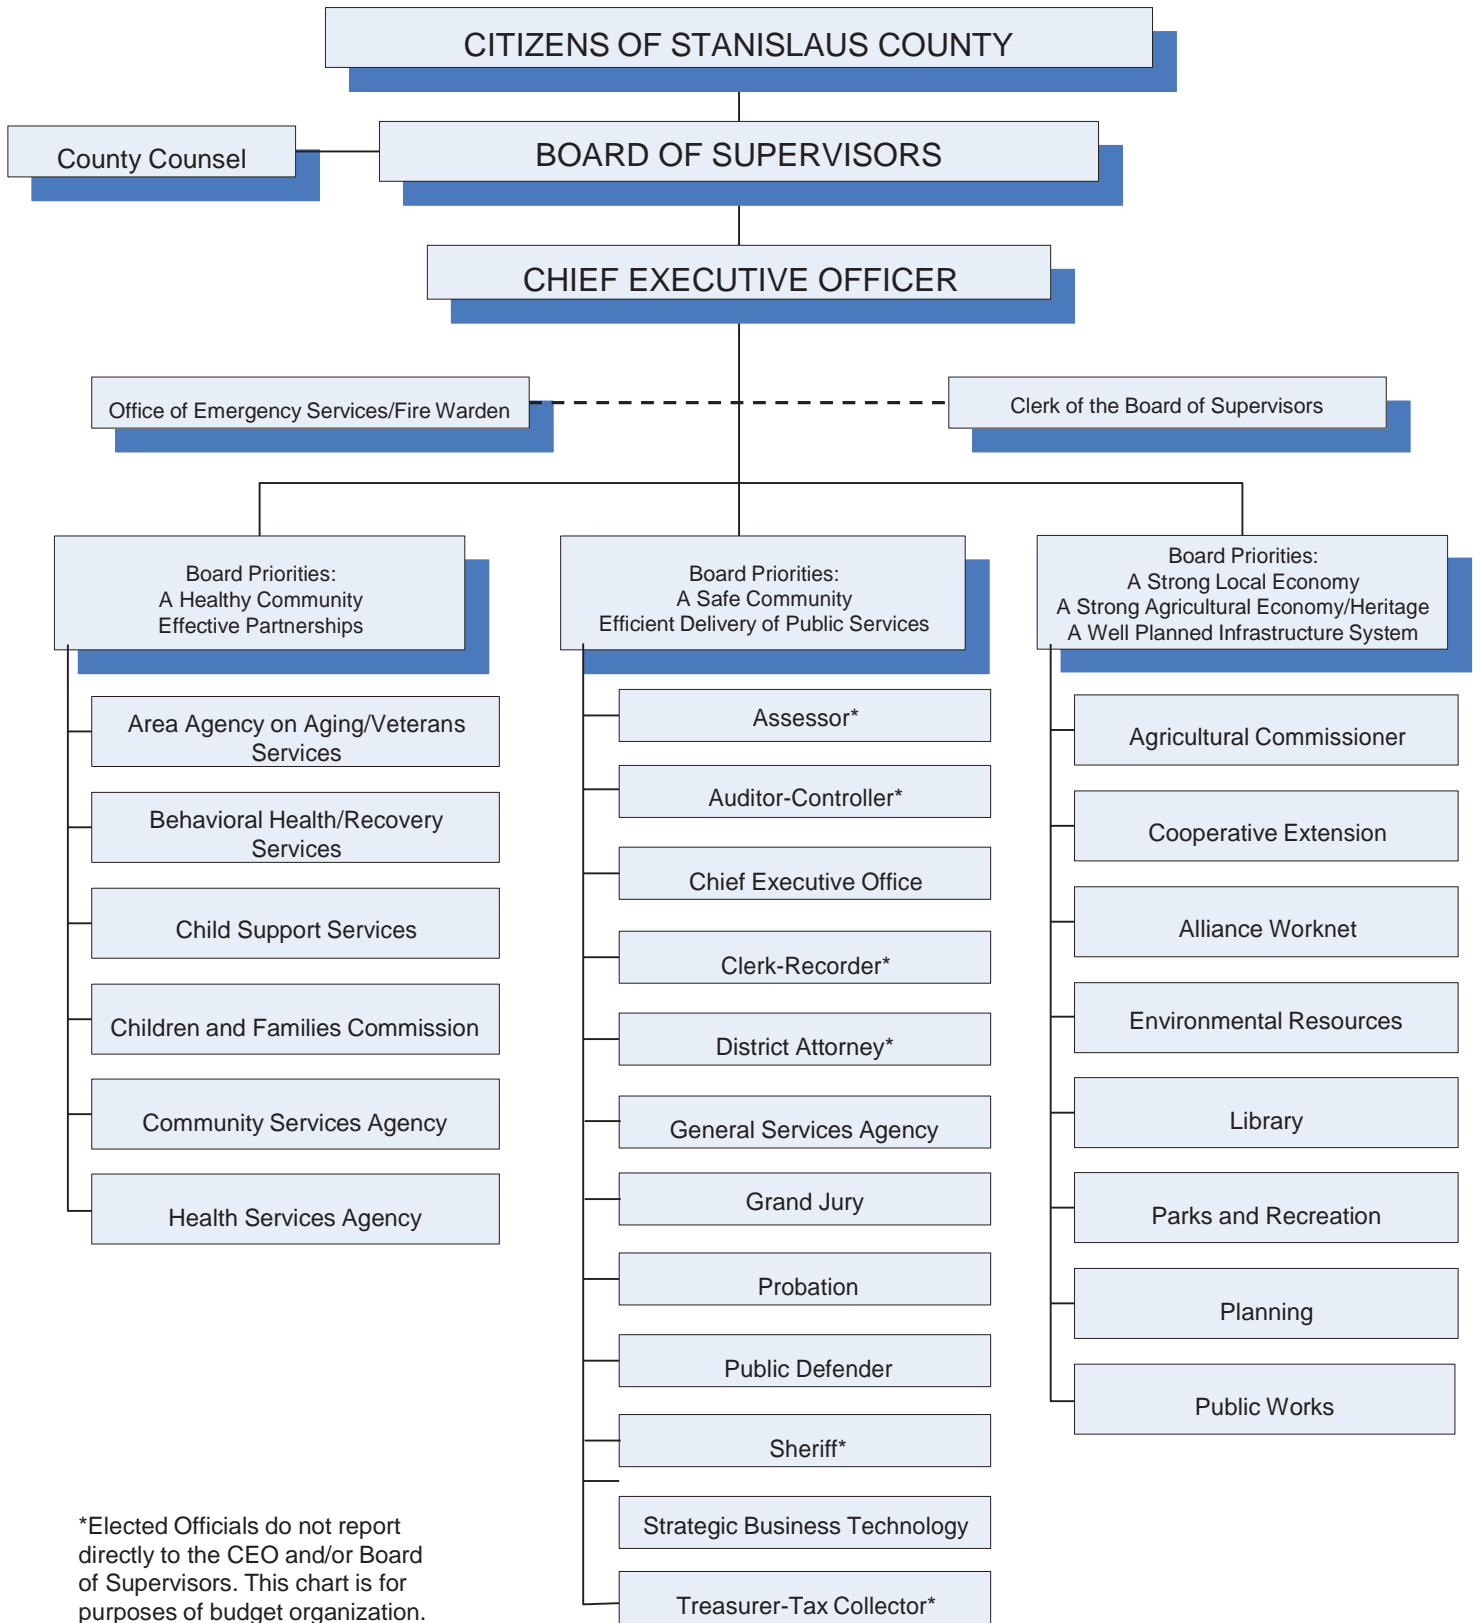 CITIZENS OF STANISLAUS COUNTY
County Counsel
BOARD OF SUPERVISORS
CHIEF EXECUTIVE OFFICER
Office of Emergency Services/Fire Warden
Clerk of the Board of Supervisors
Board Priorities:
A Healthy Community
Effective Partnerships
Area Agency on Aging/Veterans
Services
Behavioral Health/Recovery
Services
Child Support Services
Children and Families Commission
Community Services Agency
Health Services Agency
Board Priorities:
A Safe Community
Efficient Delivery of Public Services
Assessor*
Auditor-Controller*
Chief Executive Office
Clerk-Recorder*
District Attorney*
General Services Agency
Grand Jury
Probation
Public Defender
Sheriff*
Strategic Business Technology
Treasurer-Tax Collector*
Board Priorities:
A Strong Local Economy
A Strong Agricultural Economy/Heritage
A Well Planned Infrastructure System
Agricultural Commissioner
Cooperative Extension
Alliance Worknet
Environmental Resources
Library
Parks and Recreation
Planning
Public Works
*Elected Officials do not report
directly to the CEO and/or Board
of Supervisors. This chart is for
purposes of budget organization.